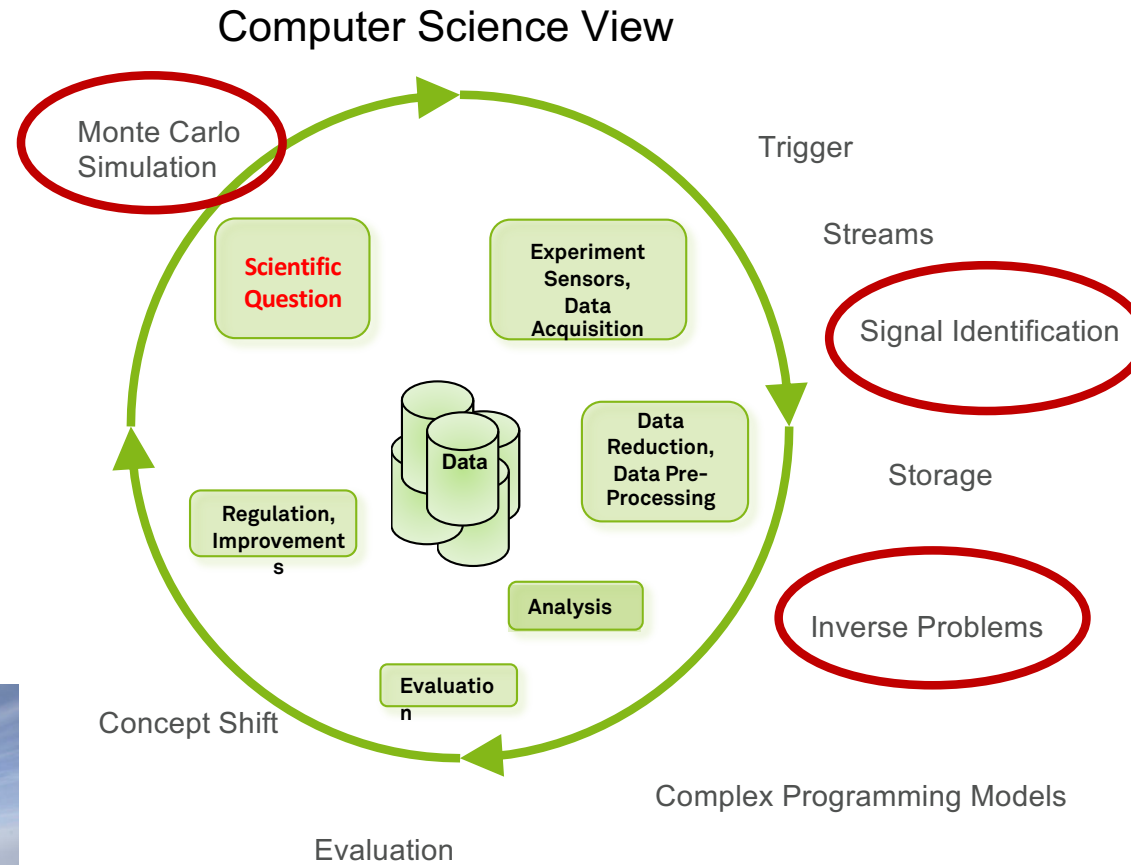 Computer Science View
Monte Carlo
Simulation
Trigger
Streams
Signal Identification
Storage
Inverse Problems
Complex Programming Models
Evaluation
Concept Shift
Scientific
Question
Experiment
Sensors,
Data
Acquisition
Data
Reduction,
Data Pre-
Processing
Data
Analysis
Evaluatio
n
Regulation,
Improvement
s